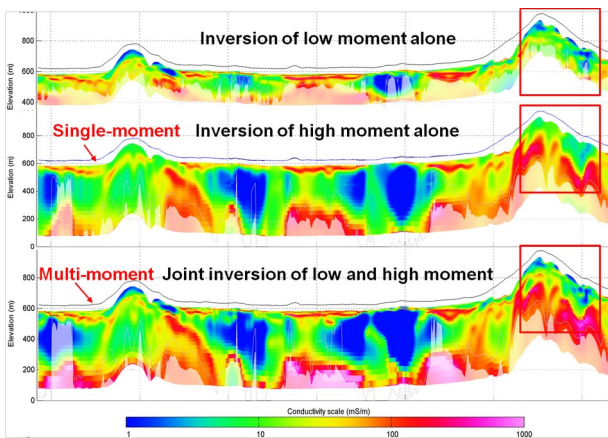 1000
Inversion of low moment alone
800
600
400
Elevation (m)
Single-moment Inversion of high moment alone
800
600
400
200
0
Elevation (m)
Multi-moment Joint inversion of low and high moment
800
600
400
200
0
Elevation (m)
Conductivity scale (mS/m)
1 10 100 1000